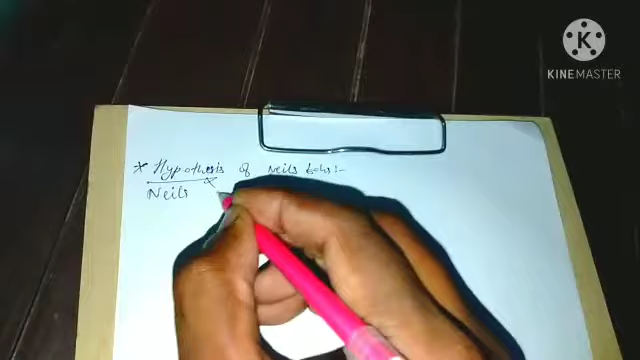 K
KINEMASTER
* Hypothesis of Neils bohr:-
Neils